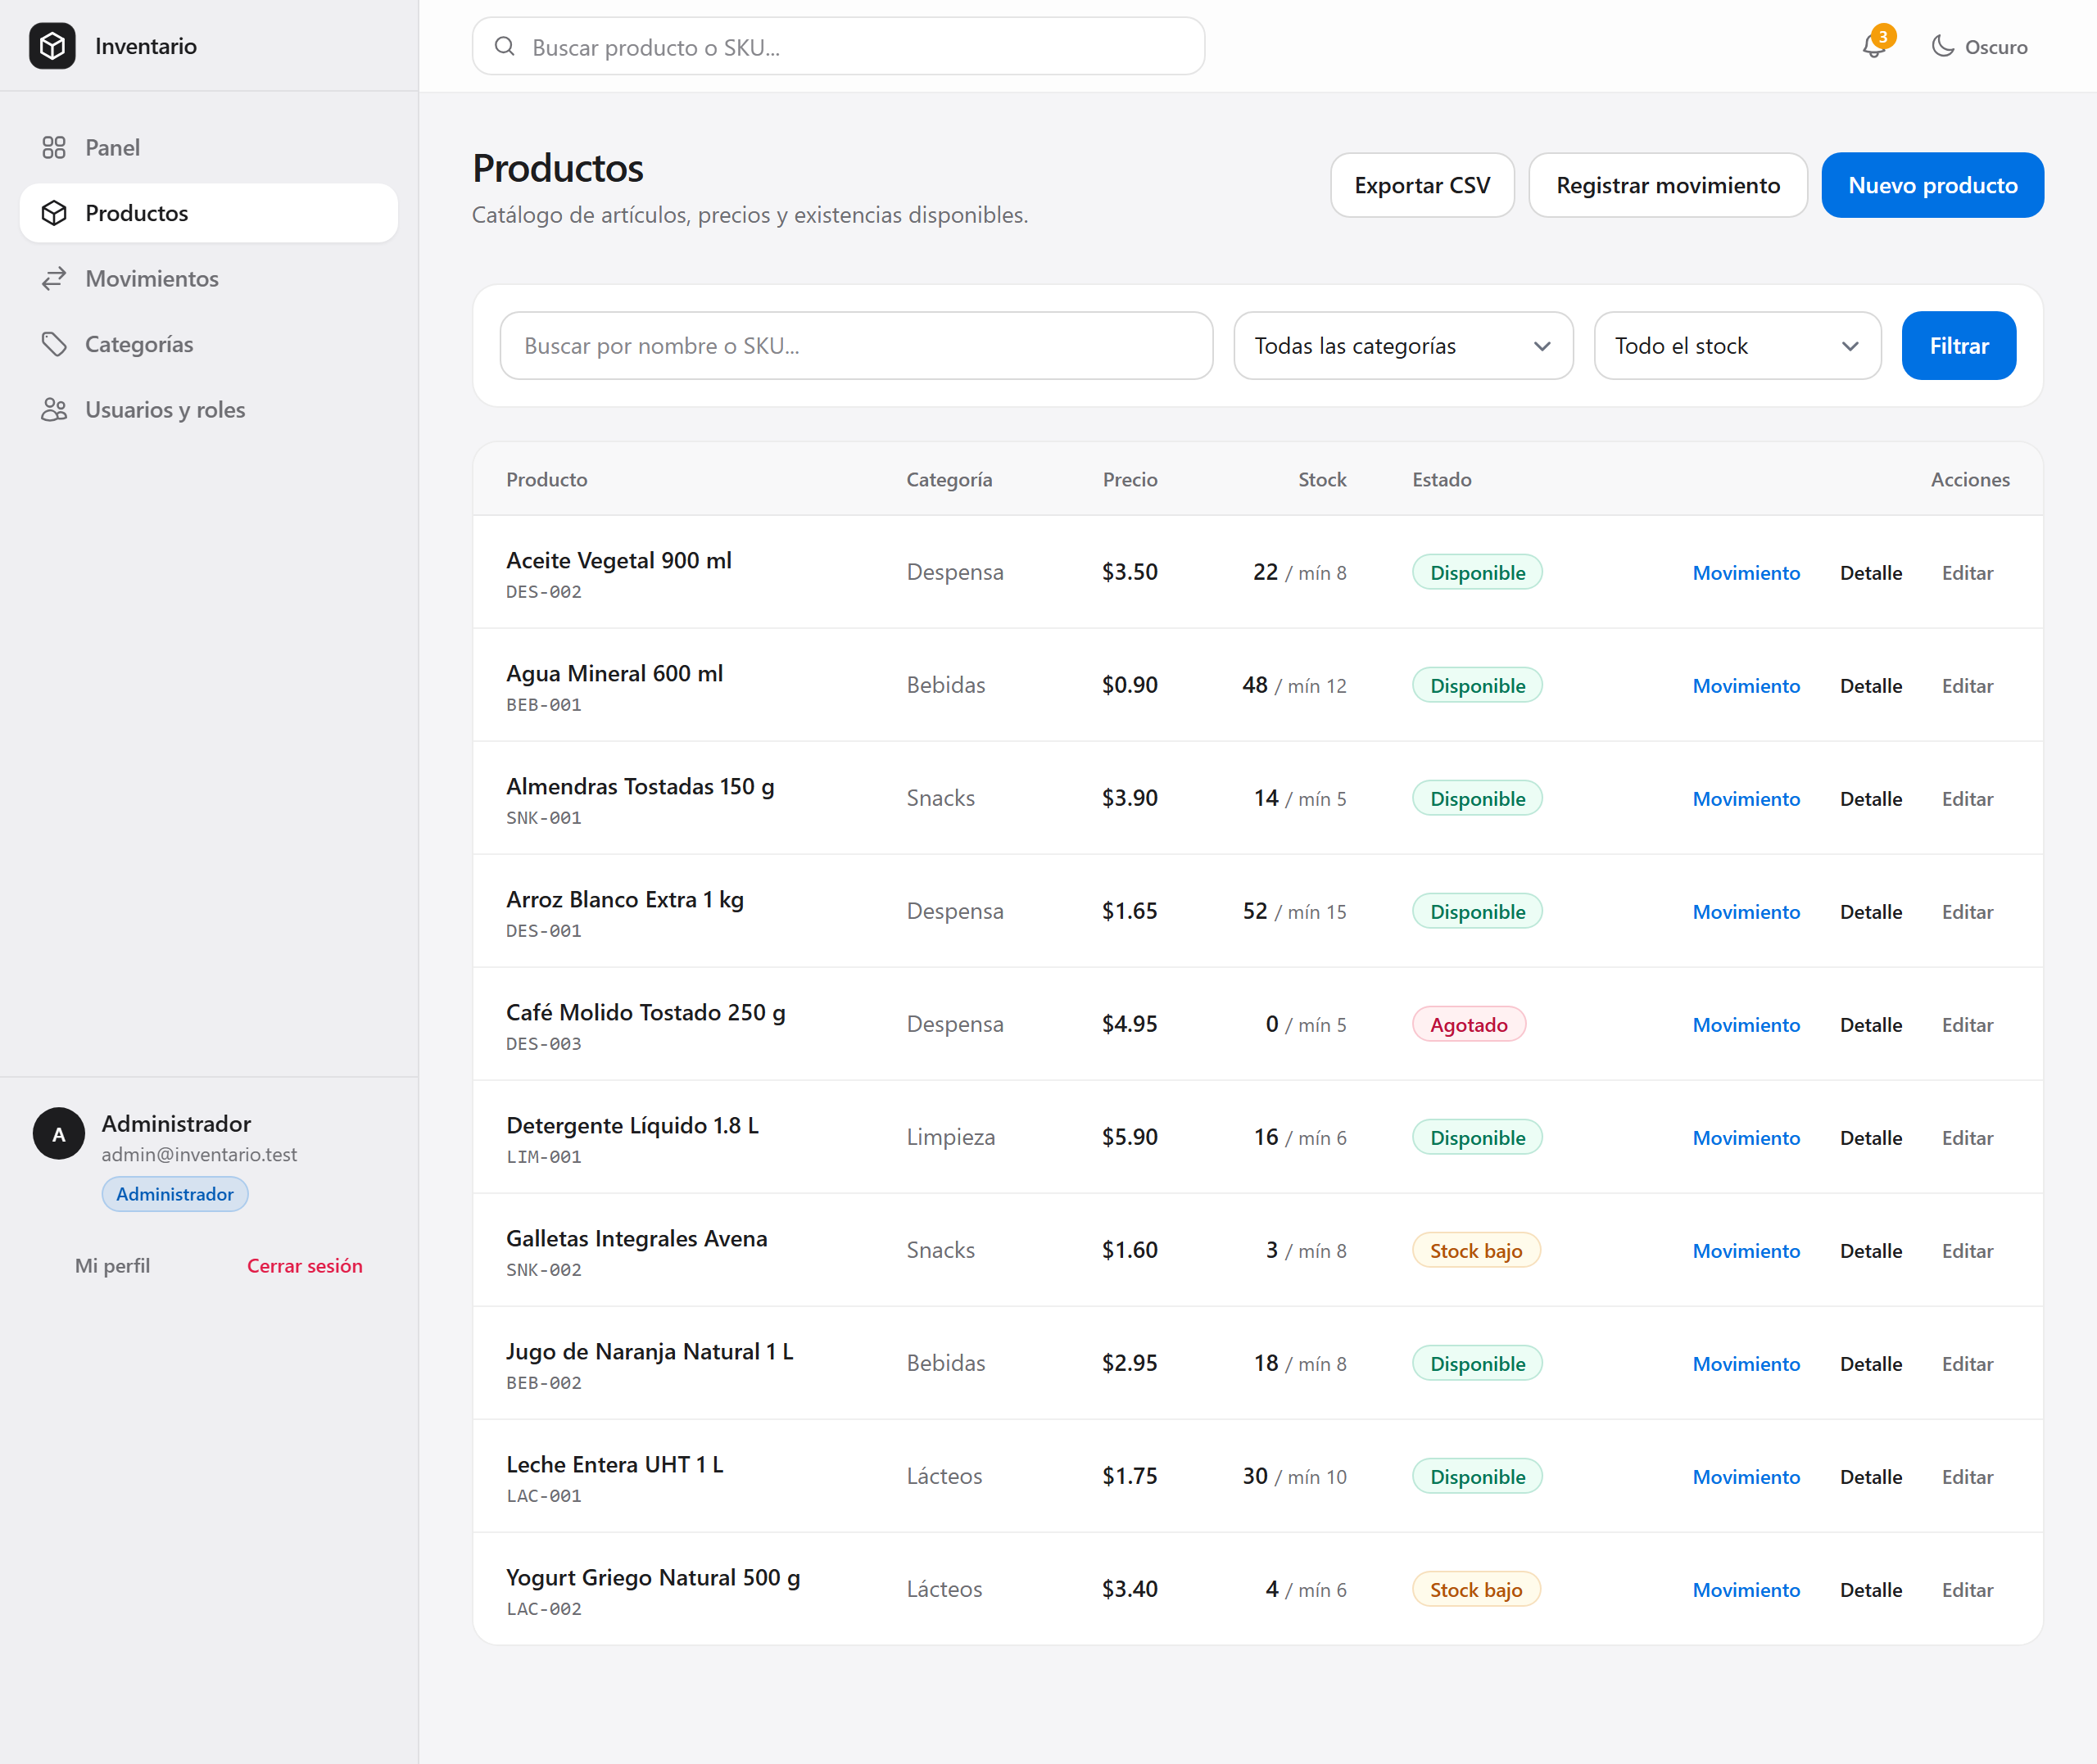 Inventario
Buscar producto o SKU...
3
Oscuro
Panel
Productos
Movimientos
Categorías
Usuarios y roles
A
Administrador
admin@inventario.test
Administrador
Mi perfil
Cerrar sesión
Productos
Catálogo de artículos, precios y existencias disponibles.
Exportar CSV
Registrar movimiento
Nuevo producto
Buscar por nombre o SKU...
Todas las categorías
Todo el stock
Filtrar
Producto Categoría Precio Stock Estado Acciones
Aceite Vegetal 900 ml
DES-002
Despensa $3.50 22 / mín 8 Disponible Movimiento Detalle Editar
Agua Mineral 600 ml
BEB-001
Bebidas $0.90 48 / mín 12 Disponible Movimiento Detalle Editar
Almendras Tostadas 150 g
SNK-001
Snacks $3.90 14 / mín 5 Disponible Movimiento Detalle Editar
Arroz Blanco Extra 1 kg
DES-001
Despensa $1.65 52 / mín 15 Disponible Movimiento Detalle Editar
Café Molido Tostado 250 g
DES-003
Despensa $4.95 0 / mín 5 Agotado Movimiento Detalle Editar
Detergente Líquido 1.8 L
LIM-001
Limpieza $5.90 16 / mín 6 Disponible Movimiento Detalle Editar
Galletas Integrales Avena
SNK-002
Snacks $1.60 3 / mín 8 Stock bajo Movimiento Detalle Editar
Jugo de Naranja Natural 1 L
BEB-002
Bebidas $2.95 18 / mín 8 Disponible Movimiento Detalle Editar
Leche Entera UHT 1 L
LAC-001
Lácteos $1.75 30 / mín 10 Disponible Movimiento Detalle Editar
Yogurt Griego Natural 500 g
LAC-002
Lácteos $3.40 4 / mín 6 Stock bajo Movimiento Detalle Editar